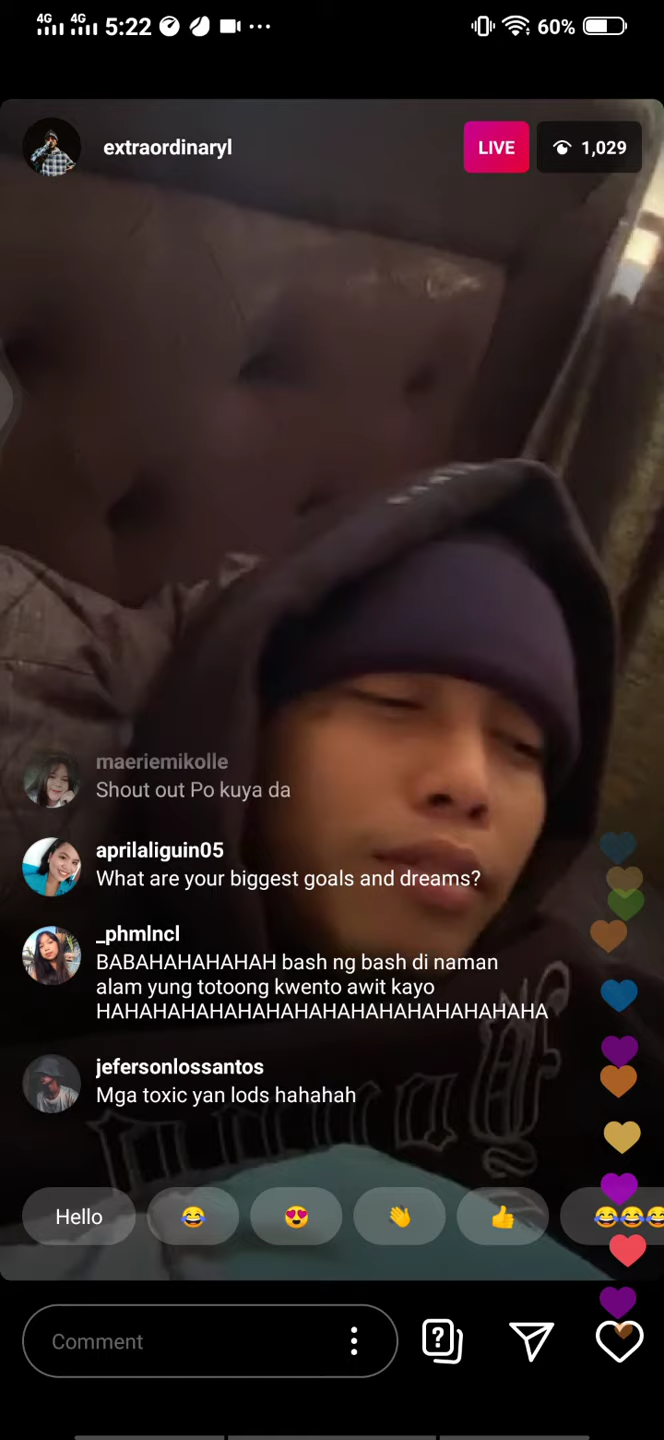 4G 4G 5:22 60%
extraordinaryl LIVE 1,029
maeriemikolle
Shout out Po kuya da
aprilaliguin05
What are your biggest goals and dreams?
_phmlncl
BABAHAHAHAHAH bash ng bash di naman
alam yung totoong kwento awit kayo
HAHAHAHAHAHAHAHAHAHAHAHAHAHAHAHA
jefersonlossantos
Mga toxic yan lods hahahah
Hello 😂 😍 👏 👍 😂😂😂
Comment